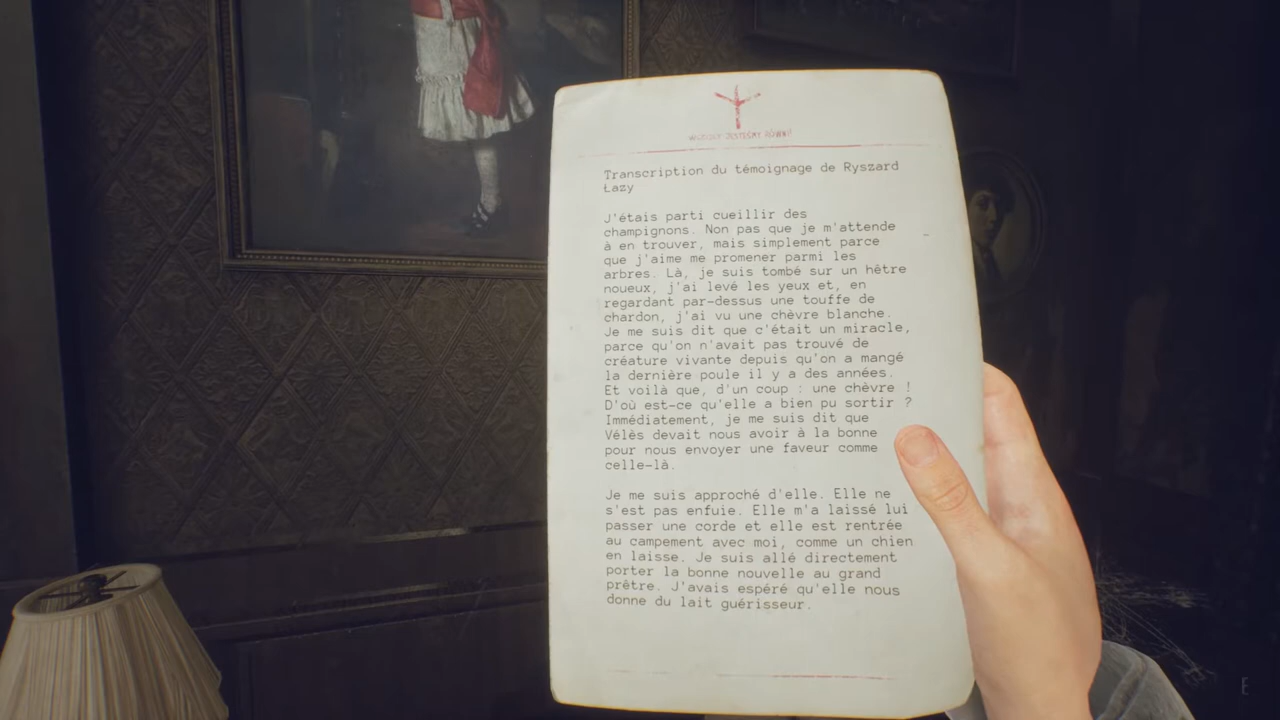 WSZYSCY JESTEŚMY RÓWNI!
Transcription du témoignage de Ryszard
Łazy
J'étais parti cueillir des
champignons. Non pas que je m'attende
à en trouver, mais simplement parce
que j'aime me promener parmi les
arbres. Là, je suis tombé sur un hêtre
noueux, j'ai levé les yeux et, en
regardant par-dessus une touffe de
chardon, j'ai vu une chèvre blanche.
Je me suis dit que c'était un miracle,
parce qu'on n'avait pas trouvé de
créature vivante depuis qu'on a mangé
la dernière poule il y a des années.
Et voilà que, d'un coup : une chèvre !
D'où est-ce qu'elle a bien pu sortir ?
Immédiatement, je me suis dit que
Vélès devait nous avoir à la bonne
pour nous envoyer une faveur comme
celle-là.
Je me suis approché d'elle. Elle ne
s'est pas enfuie. Elle m'a laissé lui
passer une corde et elle est rentrée
au campement avec moi, comme un chien
en laisse. Je suis allé directement
porter la bonne nouvelle au grand
prêtre. J'avais espéré qu'elle nous
donne du lait guérisseur.
E